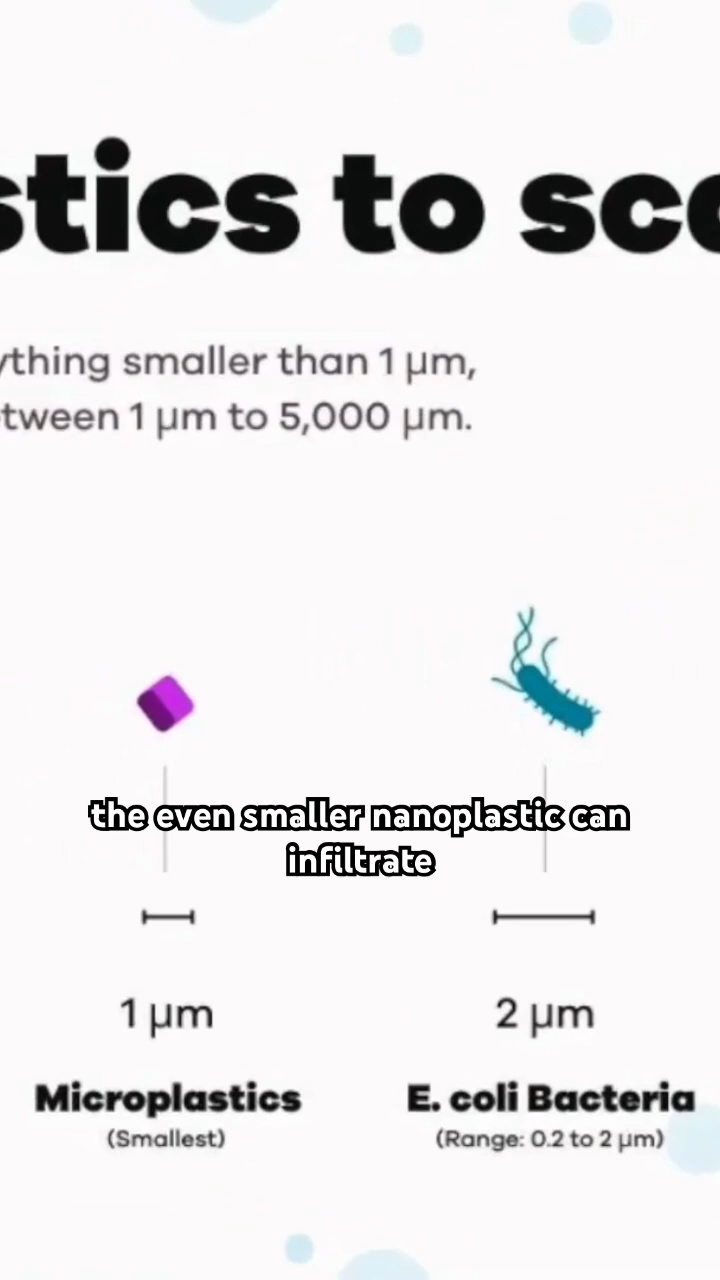 stics to sc
ything smaller than 1 µm,
tween 1 µm to 5,000 µm.
the even smaller nanoplastic can
infiltrate
1 µm
2 µm
Microplastics
E. coli Bacteria
(Smallest)
(Range: 0.2 to 2 µm)